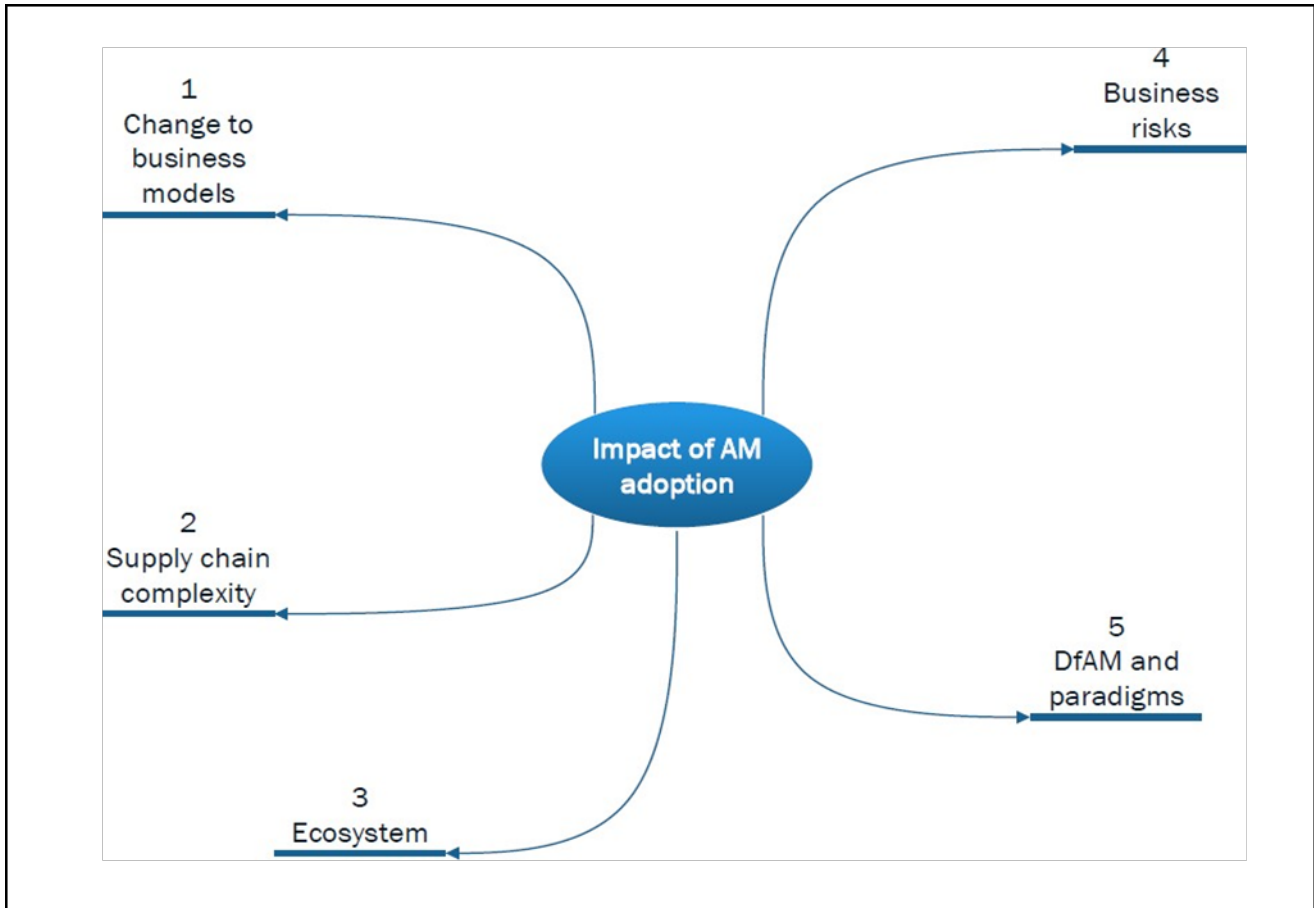 1
Change to
business
models
2
Supply chain
complexity
3
Ecosystem
Impact of AM
adoption
4
Business
risks
5
DfAM and
paradigms